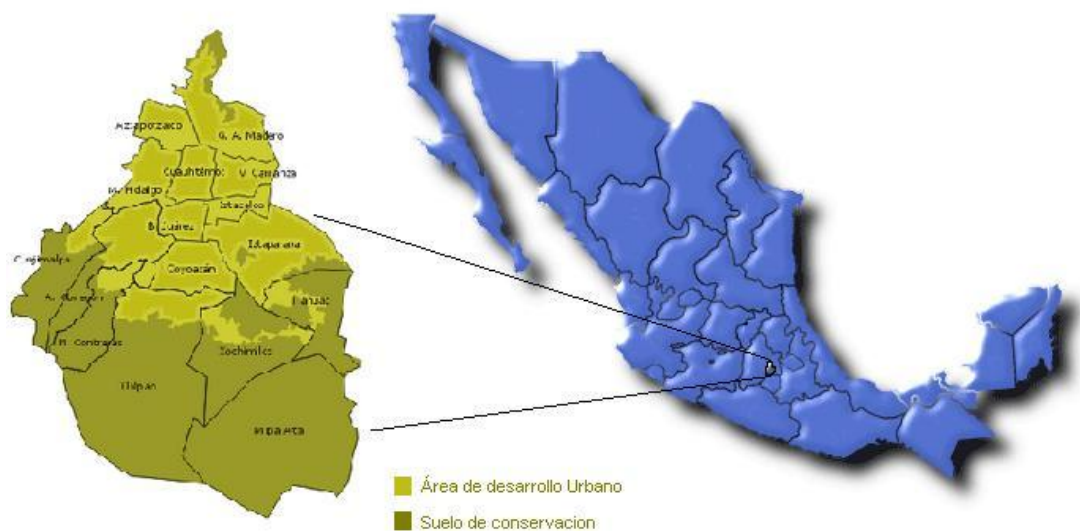 Azcapotzalco
G. A. Madero
Cuauhtémoc
V. Carranza
M. Hidalgo
Iztacalco
B. Juárez
Iztapalapa
Cuajimalpa
Coyoacán
A. Obregón
Tlahuac
M. Contreras
Xochimilco
Tlalpan
Milpa Alta
Área de desarrollo Urbano
Suelo de conservacion